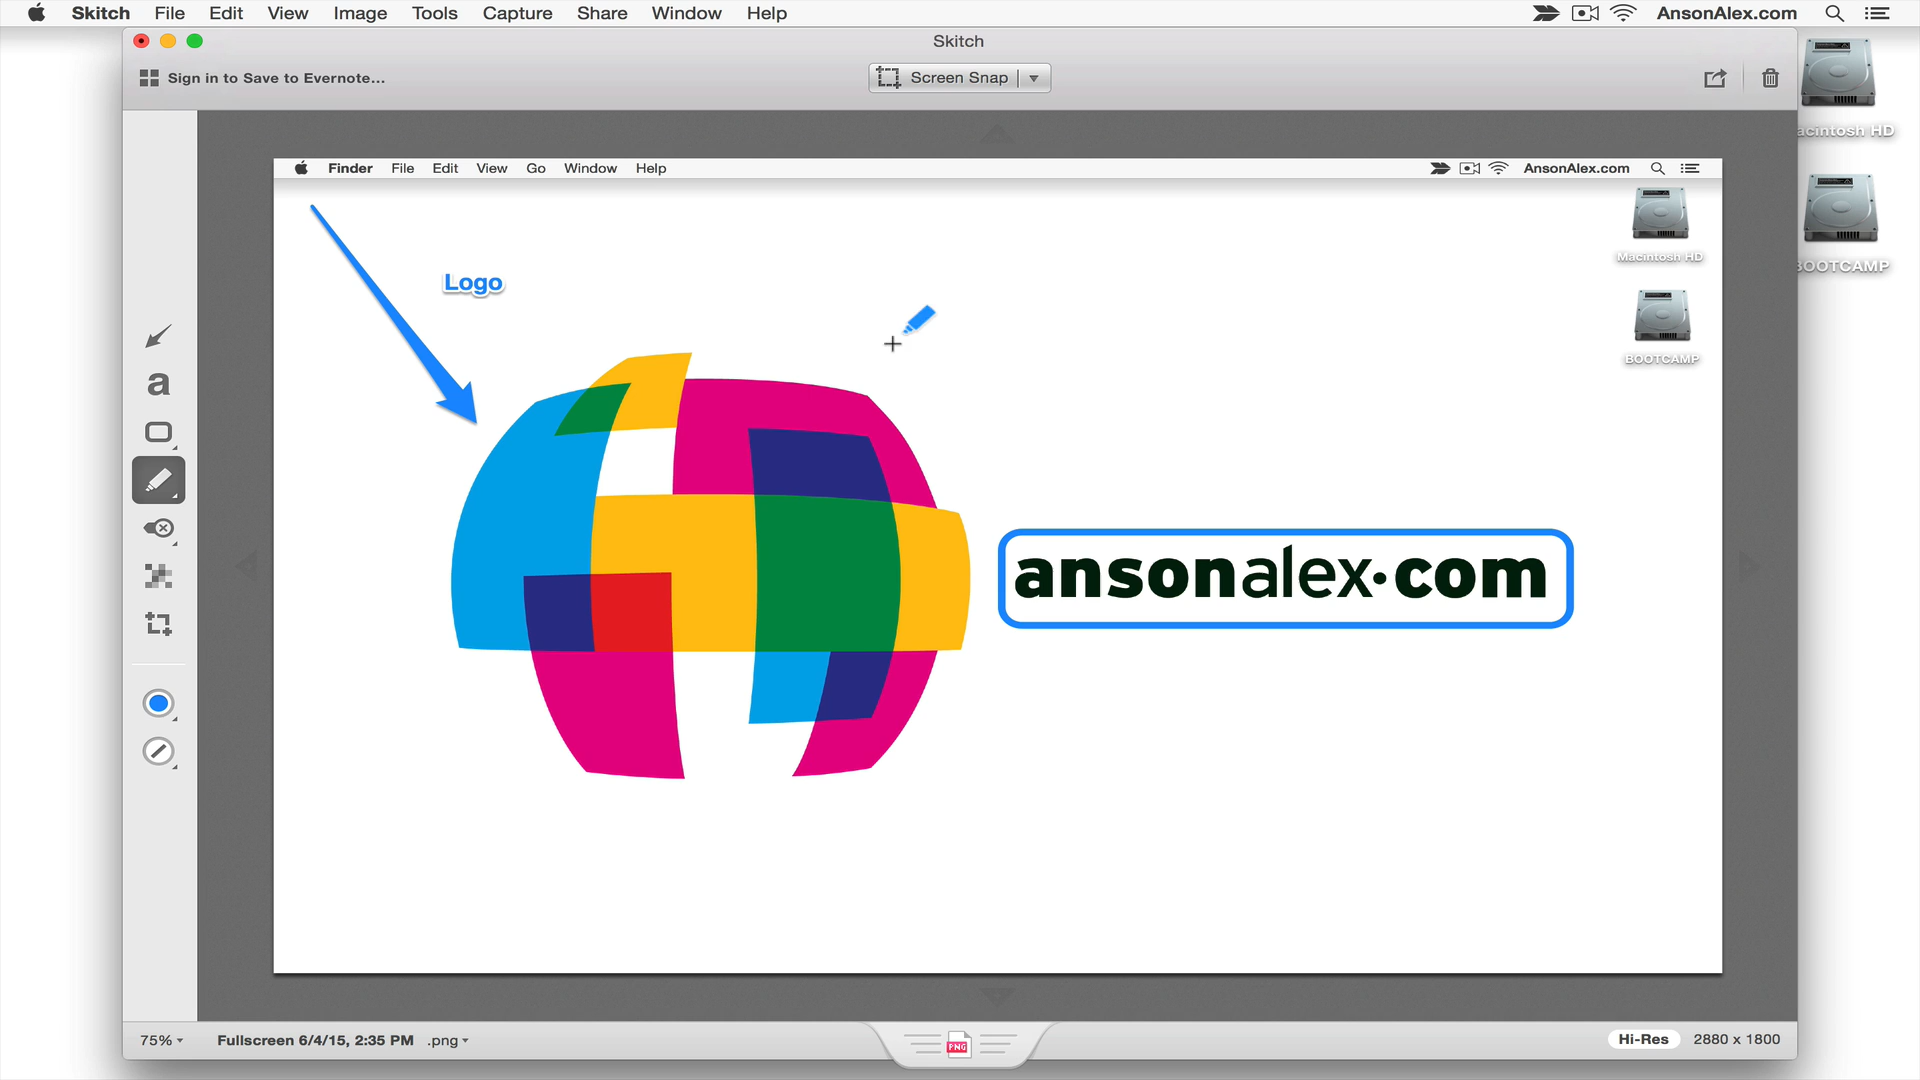 Skitch File Edit View Image Tools Capture Share Window Help AnsonAlex.com
Skitch
Sign in to Save to Evernote... Screen Snap
Finder File Edit View Go Window Help AnsonAlex.com
Macintosh HD
BOOTCAMP
acintosh HD
BOOTCAMP
Logo
a
ansonalex·com
75% Fullscreen 6/4/15, 2:35 PM .png PNG Hi-Res 2880 x 1800